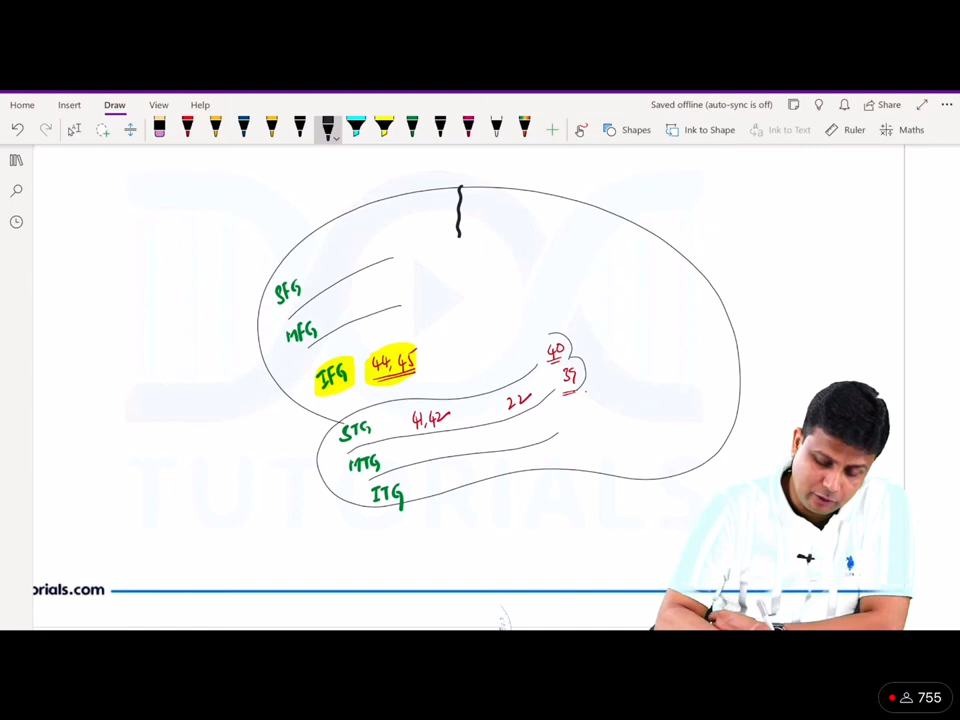 Home Insert Draw View Help
Saved offline (auto-sync is off) Share
Shapes Ink to Shape Ink to Text Ruler Maths
SFG
MFG
IFG 44, 45
40
39
STG 41,42 22
MTG
ITG
TUTORIALS
orials.com
755